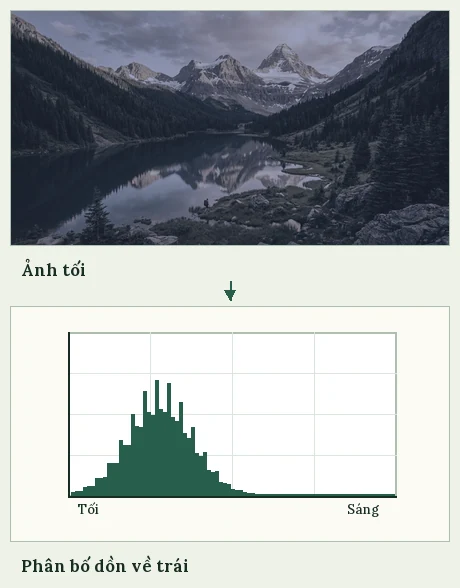 Ảnh tối
Tối
Sáng
Phân bố dồn về trái